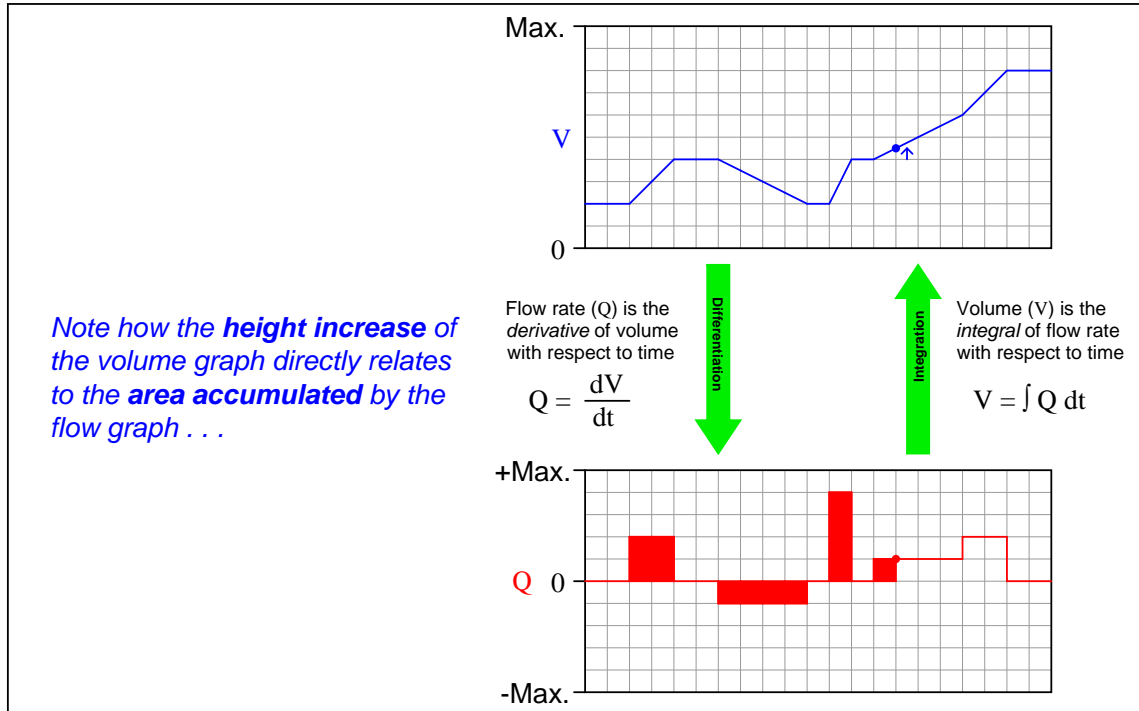 Max.
V
0
Note how the height increase of
the volume graph directly relates
to the area accumulated by the
flow graph . . .
Flow rate (Q) is the
derivative of volume
with respect to time
Q = dV
dt
Differentiation
Integration
Volume (V) is the
integral of flow rate
with respect to time
V = ∫ Q dt
+Max.
Q 0
-Max.